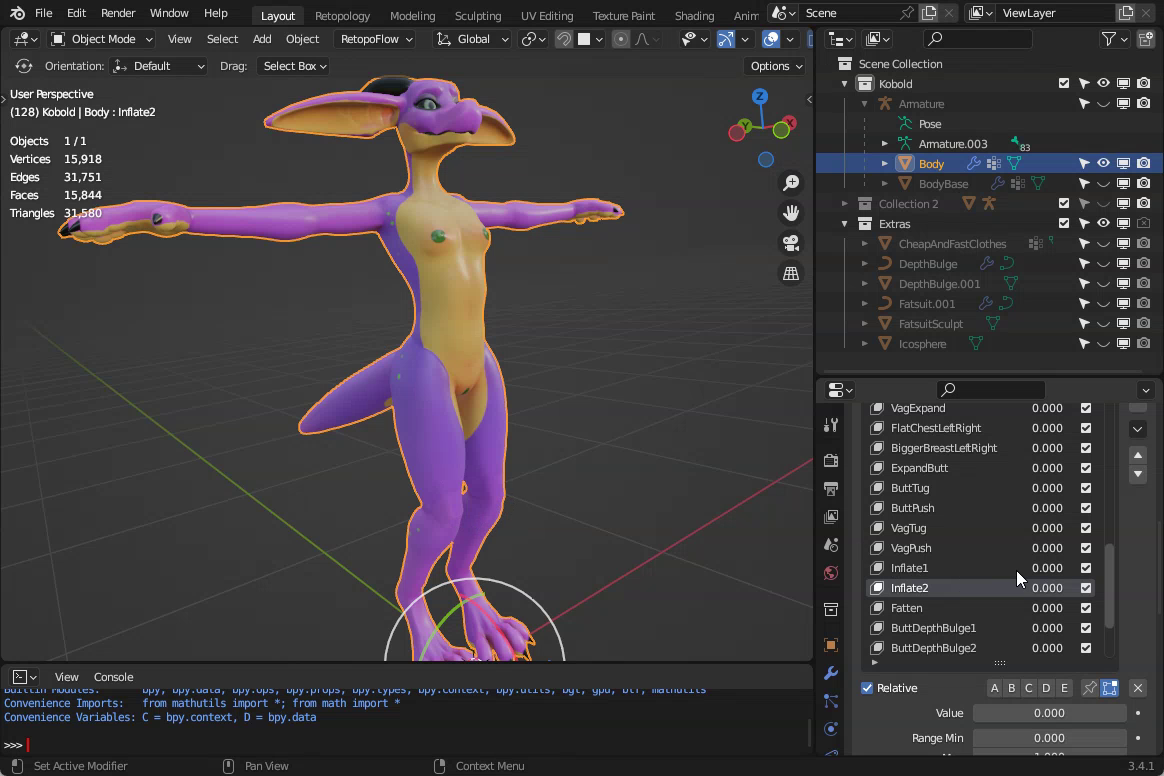 File Edit Render Window Help Layout Retopology Modeling Sculpting UV Editing Texture Paint Shading Anim Scene ViewLayer
Object Mode View Select Add Object RetopoFlow Global
Orientation: Default Drag: Select Box Options
User Perspective
(128) Kobold | Body : Inflate2
Objects 1 / 1
Vertices 15,918
Edges 31,751
Faces 15,844
Triangles 31,580
Z
Y
X
Scene Collection
Kobold
Armature
Pose
Armature.003 83
Body
BodyBase
Collection 2
Extras
CheapAndFastClothes
DepthBulge
DepthBulge.001
Fatsuit.001
FatsuitSculpt
Icosphere
VagExpand 0.000
FlatChestLeftRight 0.000
BiggerBreastLeftRight 0.000
ExpandButt 0.000
ButtTug 0.000
ButtPush 0.000
VagTug 0.000
VagPush 0.000
Inflate1 0.000
Inflate2 0.000
Fatten 0.000
ButtDepthBulge1 0.000
ButtDepthBulge2 0.000
Relative A B C D E
Value 0.000
Range Min 0.000
View Console
Builtin Modules: bpy, bpy.data, bpy.ops, bpy.props, bpy.types, bpy.context, bpy.utils, bgl, gpu, blf, mathutils
Convenience Imports: from mathutils import *; from math import *
Convenience Variables: C = bpy.context, D = bpy.data
>>>
Set Active Modifier Pan View Context Menu 3.4.1